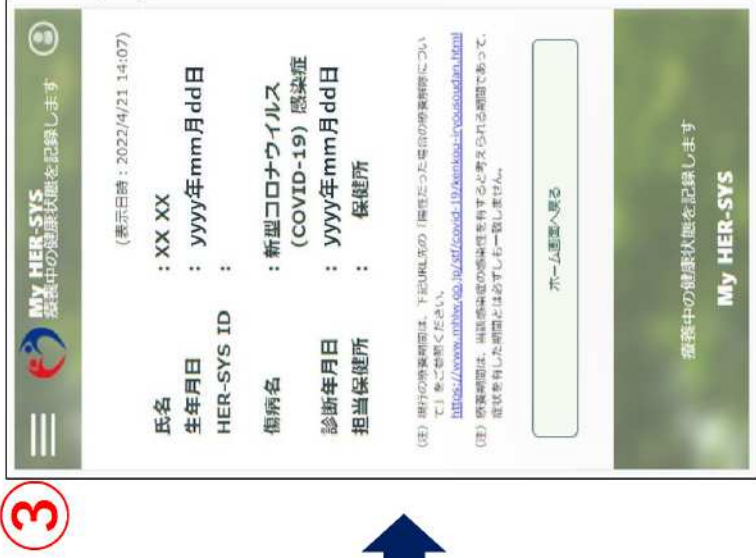 ③
My HER-SYS
療養中の健康状態を記録します
(表示日時：2022/4/21 14:07)
氏名 ：XX XX
生年月日 ： yyyy年mm月dd日
HER-SYS ID ：
傷病名 ：新型コロナウイルス
(COVID-19) 感染症
診断年月日 ： yyyy年mm月dd日
担当保健所 ： 保健所
(注) 現行の療養期間は、下記URL先の「陽性だった場合の療養解除につい
て」をご参照ください。
https://www.mhlw.go.jp/stf/covid-19/kenkou-iryousoudan.html
(注) 療養期間は、当該感染症の感染性を有すると考えられる期間であって、
症状を有した期間とは必ずしも一致しません。
ホーム画面へ戻る
療養中の健康状態を記録します
My HER-SYS